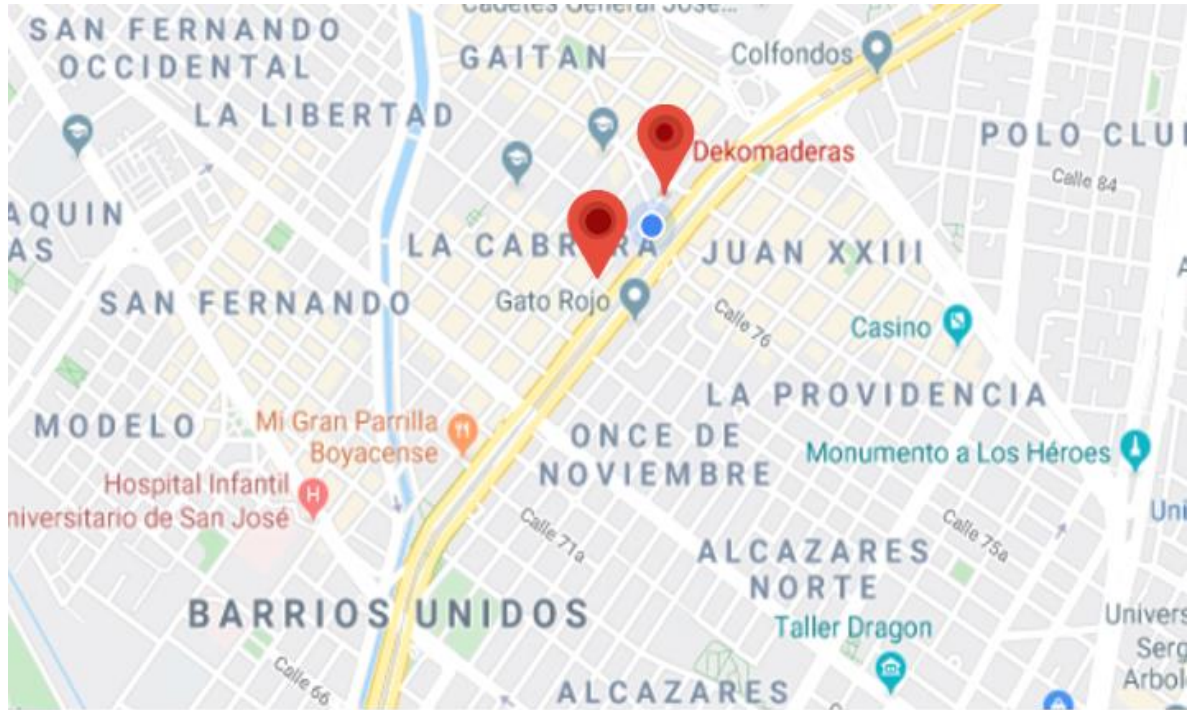 Cadetes General José...
SAN FERNANDO
OCCIDENTAL
GAITAN
Colfondos
LA LIBERTAD
POLO CLU
Dekomaderas
Calle 84
AQUIN
AS
LA CABRERA
JUAN XXIII
SAN FERNANDO
Gato Rojo
Calle 76
Casino
LA PROVIDENCIA
MODELO
Mi Gran Parrilla
Boyacense
ONCE DE
NOVIEMBRE
Monumento a Los Héroes
Hospital Infantil
niversitario de San José
H
Calle 71a
Calle 75a
Uni
ALCAZARES
NORTE
BARRIOS UNIDOS
Taller Dragon
Univers
Serg
Arbol
Calle 66
ALCAZARES